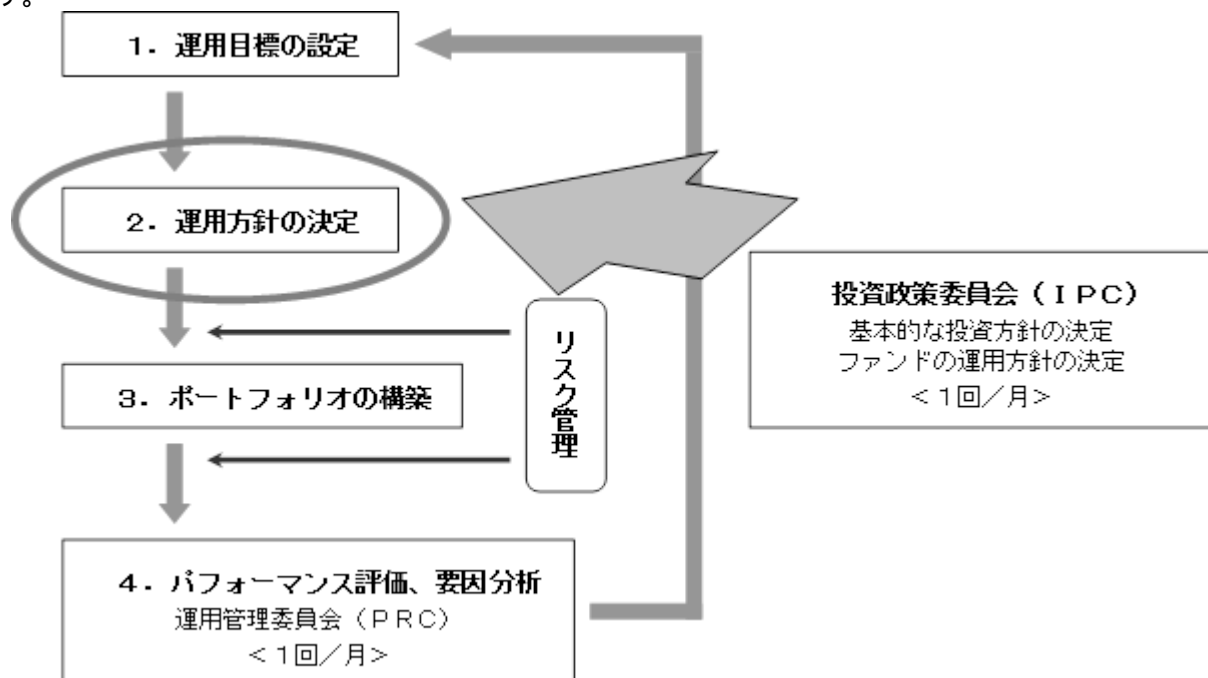 す。
１．運用目標の設定
２．運用方針の決定
投資政策委員会（ＩＰＣ）
基本的な投資方針の決定
ファンドの運用方針の決定
＜１回／月＞
リスク管理
３．ポートフォリオの構築
４．パフォーマンス評価、要因分析
運用管理委員会（ＰＲＣ）
＜１回／月＞